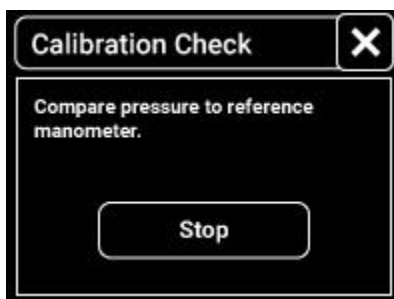 Calibration Check
Compare pressure to reference
manometer.
Stop